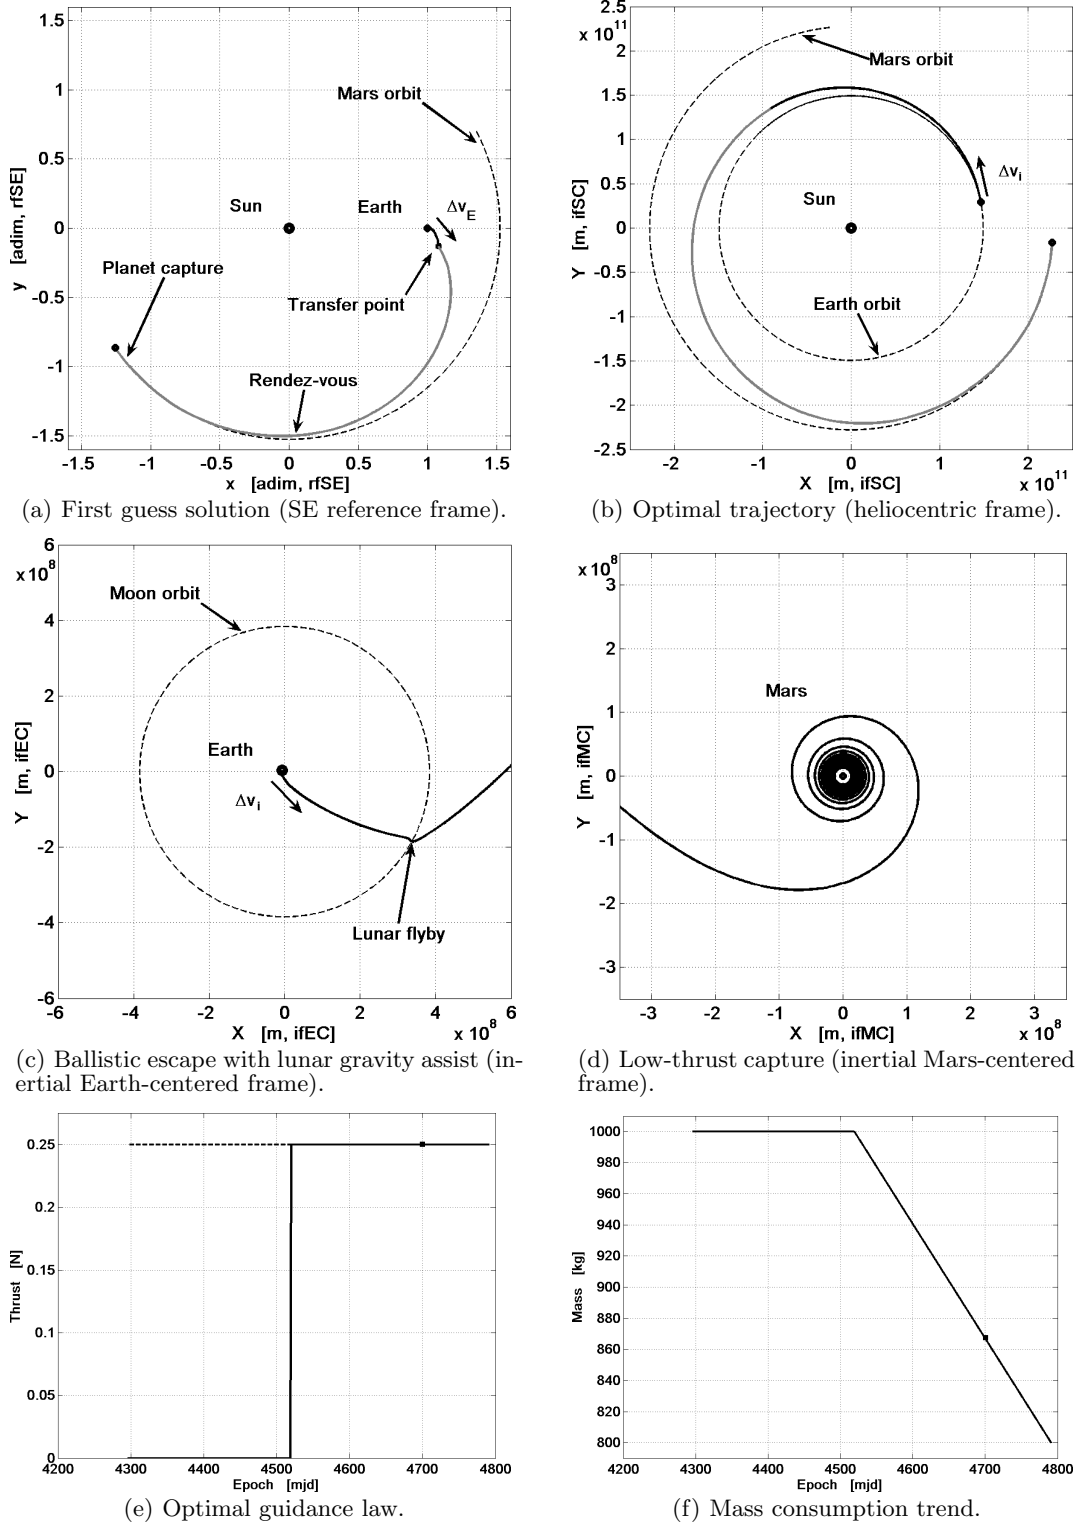 1.5
1
0.5
0
-0.5
-1
-1.5
y [adim, rfSE]
Mars orbit
Sun
Earth
Δv_E
Planet capture
Transfer point
Rendez-vous
-1.5 -1 -0.5 0 0.5 1 1.5
x [adim, rfSE]
(a) First guess solution (SE reference frame).
2.5
x 10^11
2
1.5
1
0.5
0
-0.5
-1
-1.5
-2
-2.5
Y [m, ifSC]
Mars orbit
Δv_i
Sun
Earth orbit
-2 -1 0 1 2
X [m, ifSC]
x 10^11
(b) Optimal trajectory (heliocentric frame).
6
x 10^8
4
2
0
-2
-4
-6
Y [m, ifEC]
Moon orbit
Earth
Δv_i
Lunar flyby
-6 -4 -2 0 2 4 6
X [m, ifEC]
x 10^8
(c) Ballistic escape with lunar gravity assist (in-
ertial Earth-centered frame).
x 10^8
3
2
1
0
-1
-2
-3
Y [m, ifMC]
Mars
-3 -2 -1 0 1 2 3
X [m, ifMC]
x 10^8
(d) Low-thrust capture (inertial Mars-centered
frame).
0.25
0.2
0.15
0.1
0.05
0
Thrust [N]
4200 4300 4400 4500 4600 4700 4800
Epoch [mjd]
(e) Optimal guidance law.
1000
980
960
940
920
900
880
860
840
820
800
Mass [kg]
4200 4300 4400 4500 4600 4700 4800
Epoch [mjd]
(f) Mass consumption trend.